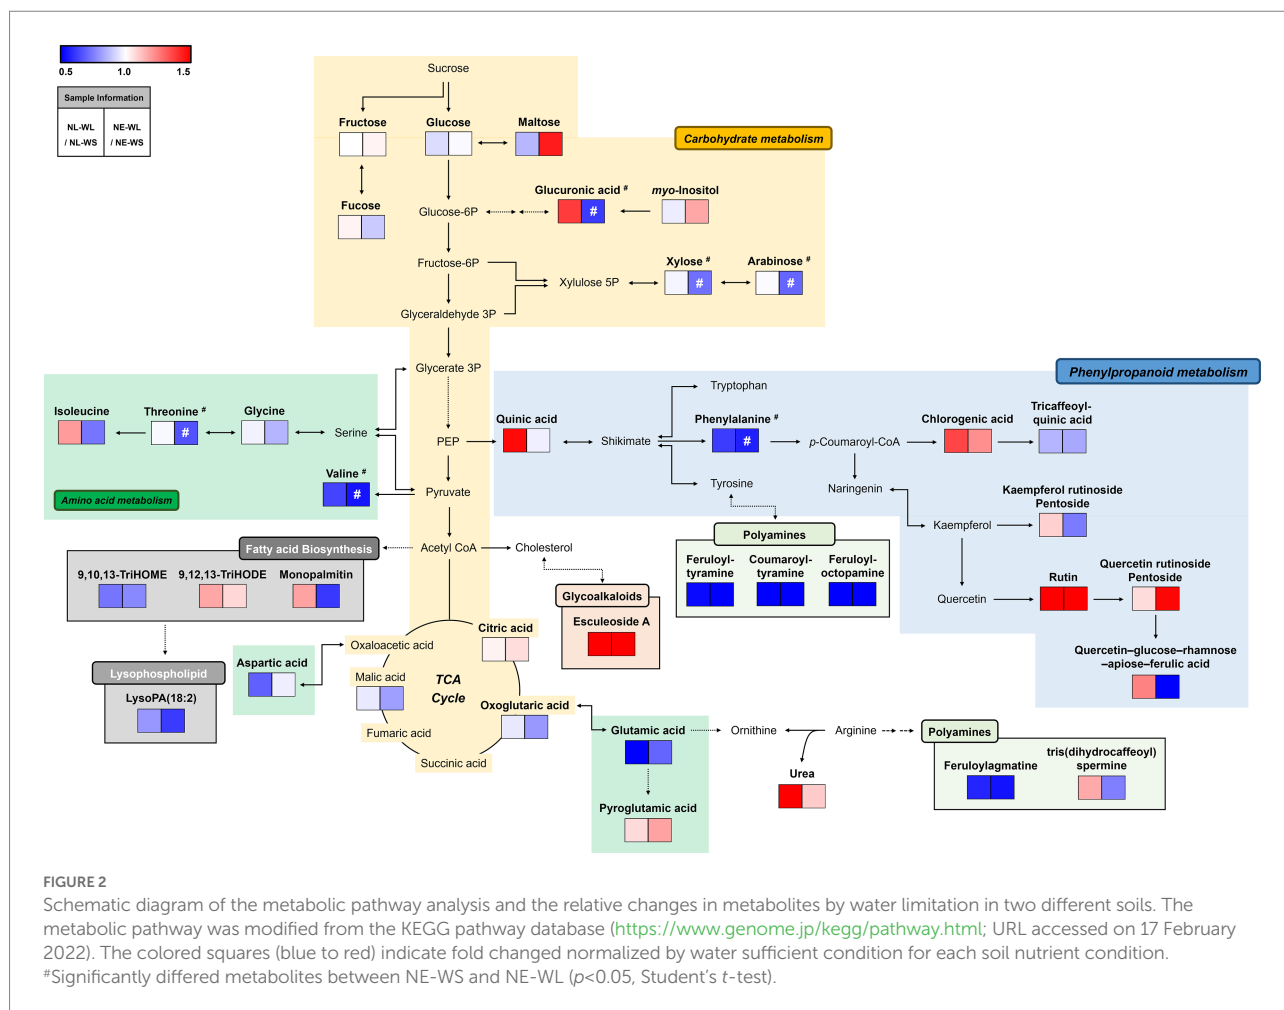 0.5 1.0 1.5
Sample Information
NL-WL / NL-WS
NE-WL / NE-WS
Sucrose
Fructose
Glucose
Maltose
Carbohydrate metabolism
Fucose
Glucose-6P
Glucuronic acid #
#
myo-Inositol
Fructose-6P
Xylulose 5P
Xylose #
#
Arabinose #
#
Glyceraldehyde 3P
Glycerate 3P
Phenylpropanoid metabolism
Isoleucine
Threonine #
#
Glycine
Serine
Valine #
#
Amino acid metabolism
PEP
Pyruvate
Quinic acid
Shikimate
Tryptophan
Phenylalanine #
#
Tyrosine
p-Coumaroyl-CoA
Chlorogenic acid
Tricaffeoyl-
quinic acid
Naringenin
Kaempferol rutinoside
Pentoside
Kaempferol
Quercetin
Rutin
Quercetin rutinoside
Pentoside
Quercetin–glucose–rhamnose
–apiose–ferulic acid
Polyamines
Feruloyl-
tyramine
Coumaroyl-
tyramine
Feruloyl-
octopamine
Fatty acid Biosynthesis
9,10,13-TriHOME
9,12,13-TriHODE
Monopalmitin
Acetyl CoA
Cholesterol
Glycoalkaloids
Esculeoside A
Lysophospholipid
LysoPA(18:2)
Aspartic acid
Oxaloacetic acid
Citric acid
Malic acid
TCA
Cycle
Oxoglutaric acid
Fumaric acid
Succinic acid
Glutamic acid
Pyroglutamic acid
Ornithine
Arginine
Urea
Polyamines
Feruloylagmatine
tris(dihydrocaffeoyl)
spermine
FIGURE 2
Schematic diagram of the metabolic pathway analysis and the relative changes in metabolites by water limitation in two different soils. The
metabolic pathway was modified from the KEGG pathway database (https://www.genome.jp/kegg/pathway.html; URL accessed on 17 February
2022). The colored squares (blue to red) indicate fold changed normalized by water sufficient condition for each soil nutrient condition.
#Significantly differed metabolites between NE-WS and NE-WL (p<0.05, Student’s t-test).